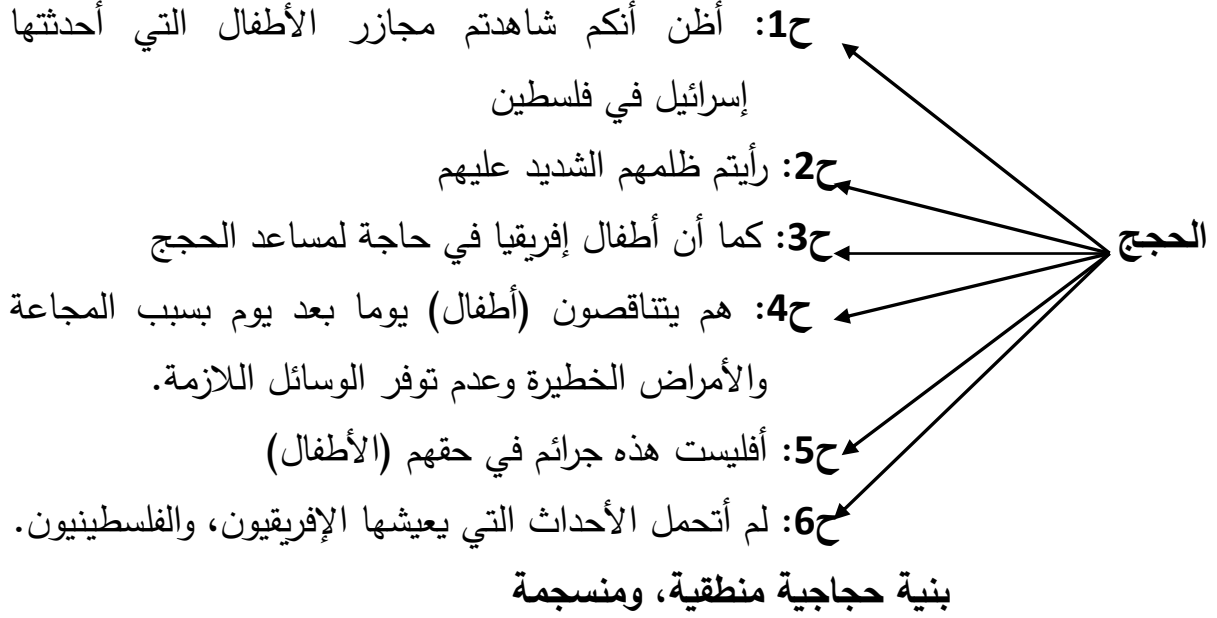 ح1: أظن أنكم شاهدتم مجازر الأطفال التي أحدثتها
إسرائيل في فلسطين
ح2: رأيتم ظلمهم الشديد عليهم
الحجج
ح3: كما أن أطفال إفريقيا في حاجة لمساعد الحجج
ح4: هم يتناقصون (أطفال) يوما بعد يوم بسبب المجاعة
والأمراض الخطيرة وعدم توفر الوسائل اللازمة.
ح5: أفليست هذه جرائم في حقهم (الأطفال)
ح6: لم أتحمل الأحداث التي يعيشها الإفريقيون، والفلسطينيون.
بنية حجاجية منطقية، ومنسجمة